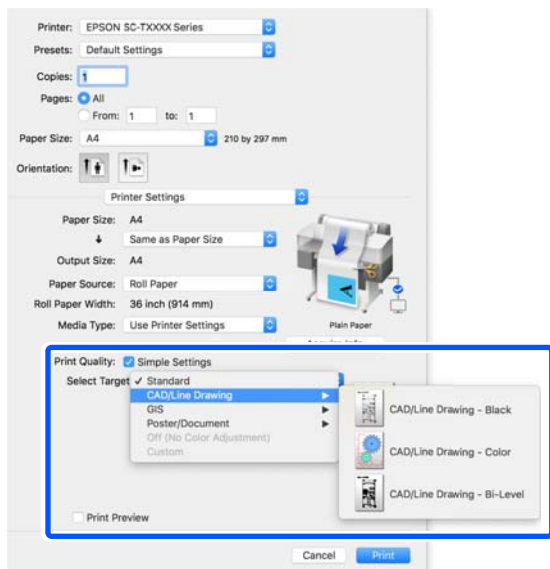 Printer: EPSON SC-TXXXX Series
Presets: Default Settings
Copies: 1
Pages: All
From: 1 to: 1
Paper Size: A4 210 by 297 mm
Orientation:
Printer Settings
Paper Size: A4
Same as Paper Size
Output Size: A4
Paper Source: Roll Paper
Roll Paper Width: 36 inch (914 mm)
Media Type: Use Printer Settings
Plain Paper
Print Quality: Simple Settings
Select Target Standard
CAD/Line Drawing
GIS
Poster/Document
Off (No Color Adjustment)
Custom
CAD/Line Drawing - Black
CAD/Line Drawing - Color
CAD/Line Drawing - Bi-Level
Print Preview
Cancel Print